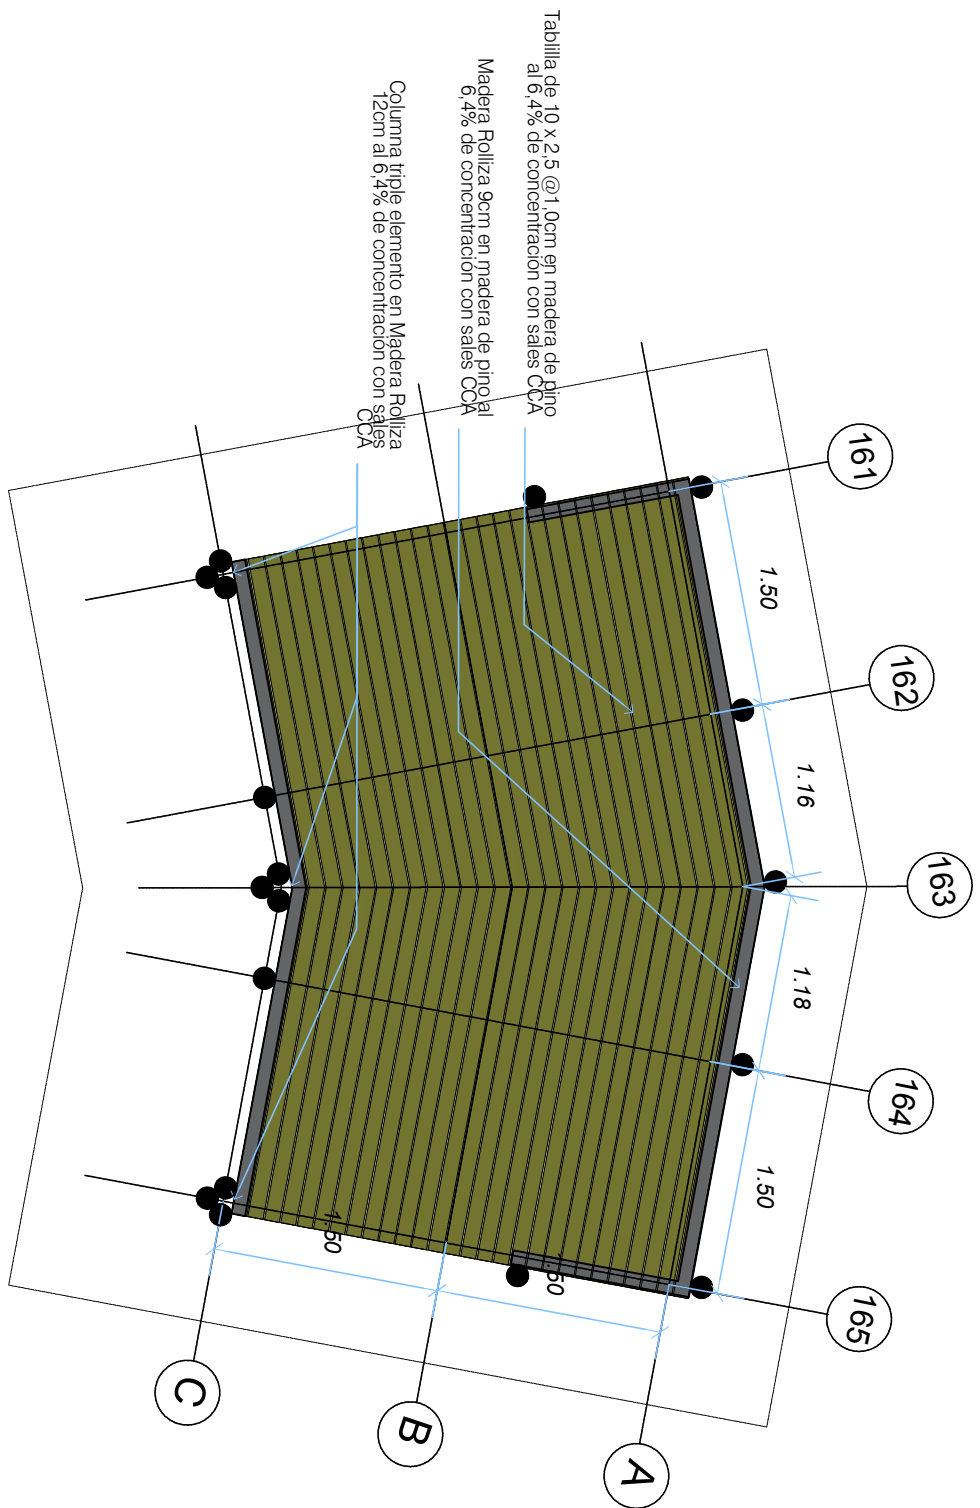 Tablilla de 10 x 2,5 @1,0cm en madera de pino
al 6,4% de concentración con sales CCA
Madera Rolliza 9cm en madera de pino al
6,4% de concentración con sales CCA
Columna triple elemento en Madera Rolliza
12cm al 6,4% de concentración con sales
CCA
161
162
163
164
165
1.50
1.16
1.18
1.50
1.50
1.50
A
B
C